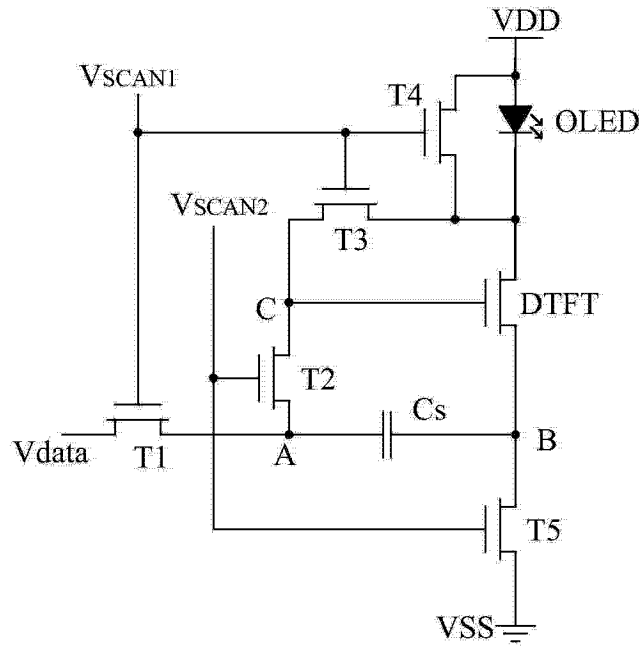 VDD
VSCAN1
T4
OLED
VSCAN2
T3
C
DTFT
T2
Cs
Vdata
T1
A
B
T5
VSS